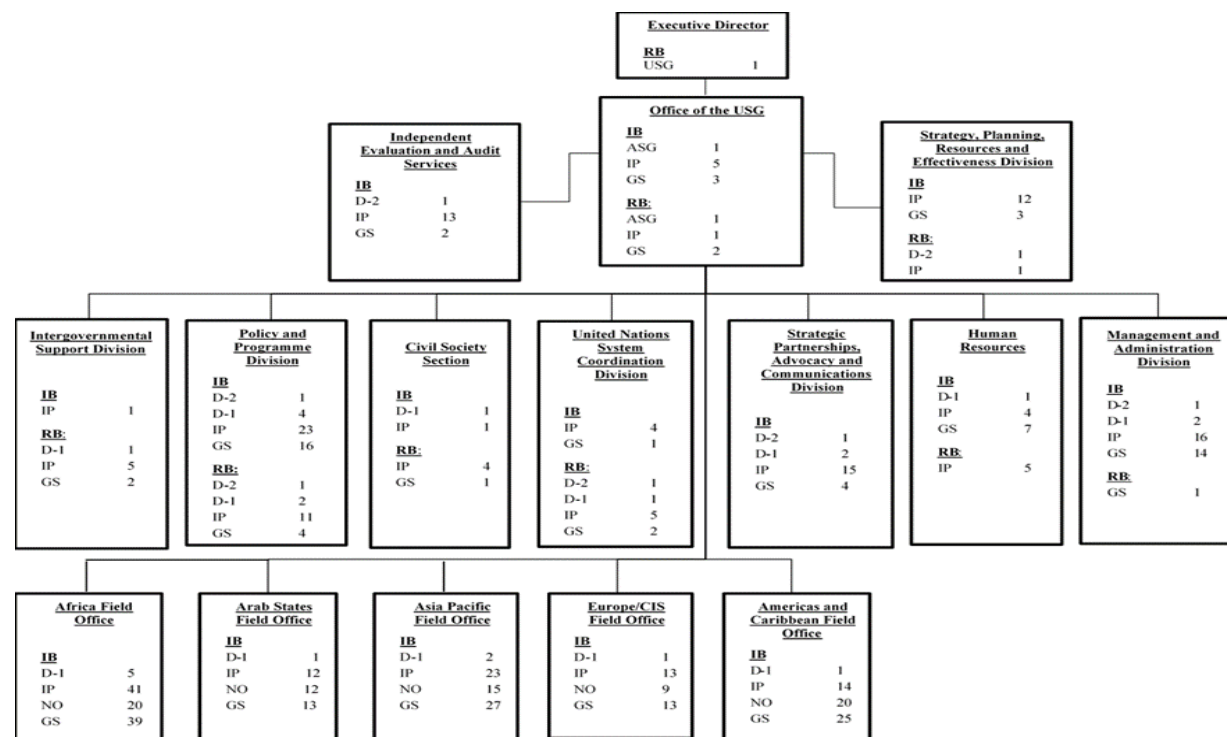 Executive Director
RB
USG 1
Office of the USG
IB
ASG 1
IP 5
GS 3
RB:
ASG 1
IP 1
GS 2
Independent
Evaluation and Audit
Services
IB
D-2 1
IP 13
GS 2
Strategy, Planning,
Resources and
Effectiveness Division
IB
IP 12
GS 3
RB:
D-2 1
IP 1
Intergovernmental
Support Division
IB
IP 1
RB:
D-1 1
IP 5
GS 2
Policy and
Programme
Division
IB
D-2 1
D-1 4
IP 23
GS 16
RB:
D-2 1
D-1 2
IP 11
GS 4
Civil Society
Section
IB
D-1 1
IP 1
RB:
IP 4
GS 1
United Nations
System
Coordination
Division
IB
IP 4
GS 1
RB:
D-2 1
D-1 1
IP 5
GS 2
Strategic
Partnerships,
Advocacy and
Communications
Division
IB
D-2 1
D-1 2
IP 15
GS 4
Human
Resources
IB
D-1 1
IP 4
GS 7
RB:
IP 5
Management and
Administration
Division
IB
D-2 1
D-1 2
IP 16
GS 14
RB:
GS 1
Africa Field
Office
IB
D-1 5
IP 41
NO 20
GS 39
Arab States
Field Office
IB
D-1 1
IP 12
NO 12
GS 13
Asia Pacific
Field Office
IB
D-1 2
IP 23
NO 15
GS 27
Europe/CIS
Field Office
IB
D-1 1
IP 13
NO 9
GS 13
Americas and
Caribbean Field
Office
IB
D-1 1
IP 14
NO 20
GS 25